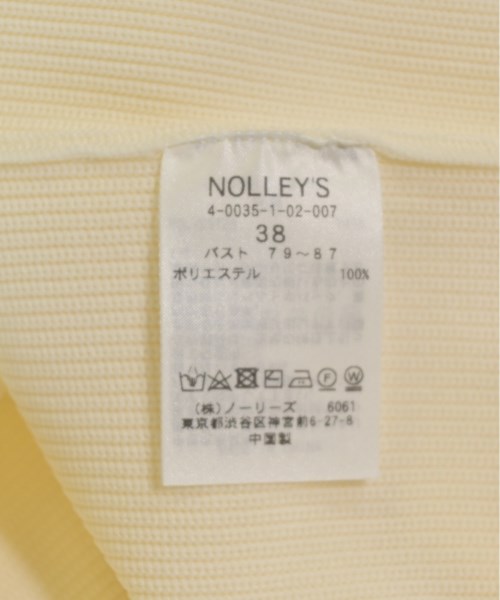 NOLLEY'S
4-0035-1-02-007
38
バスト 79～87
ポリエステル 100%
(株)ノーリーズ 6061
東京都渋谷区神宮前6-27-8
中国製